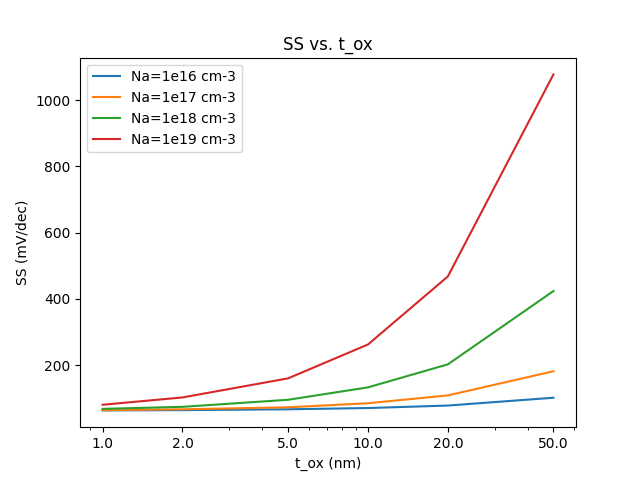 SS vs. t_ox
Na=1e16 cm-3
Na=1e17 cm-3
Na=1e18 cm-3
Na=1e19 cm-3
SS (mV/dec)
1000
800
600
400
200
1.0 2.0 5.0 10.0 20.0 50.0
t_ox (nm)